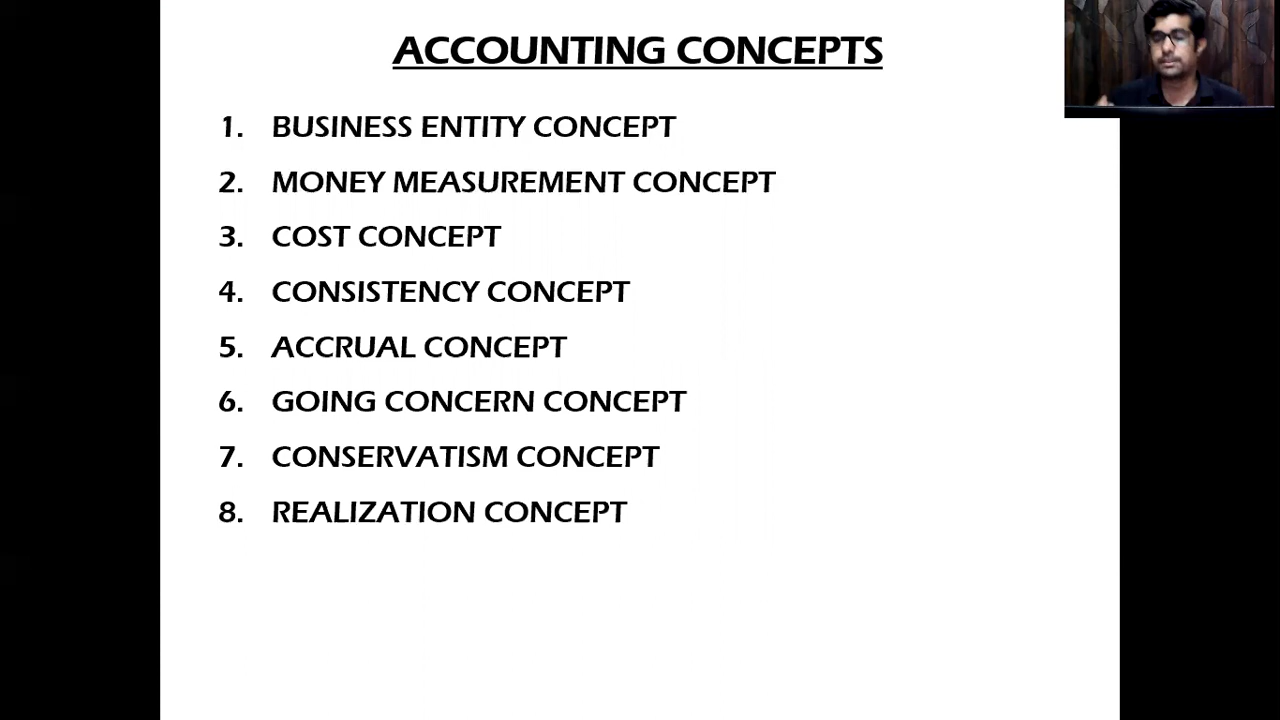 ACCOUNTING CONCEPTS
1. BUSINESS ENTITY CONCEPT
2. MONEY MEASUREMENT CONCEPT
3. COST CONCEPT
4. CONSISTENCY CONCEPT
5. ACCRUAL CONCEPT
6. GOING CONCERN CONCEPT
7. CONSERVATISM CONCEPT
8. REALIZATION CONCEPT